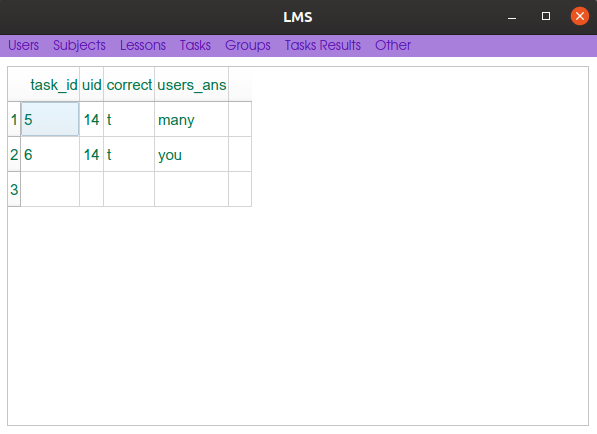 LMS
Users Subjects Lessons Tasks Groups Tasks Results Other
task_id uid correct users_ans
1 5 14 t many
2 6 14 t you
3